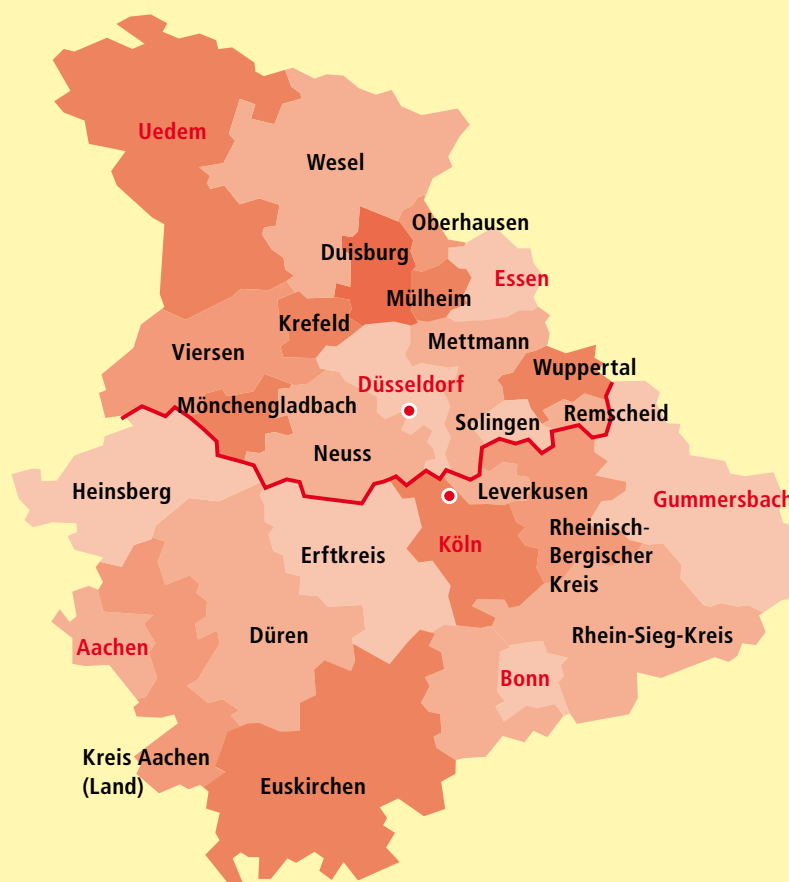 Uedem
Wesel
Oberhausen
Duisburg
Essen
Mülheim
Krefeld
Mettmann
Viersen
Wuppertal
Düsseldorf
Mönchengladbach
Remscheid
Solingen
Neuss
Heinsberg
Leverkusen
Gummersbach
Rheinisch-
Bergischer
Kreis
Köln
Erftkreis
Düren
Rhein-Sieg-Kreis
Aachen
Bonn
Kreis Aachen
(Land)
Euskirchen